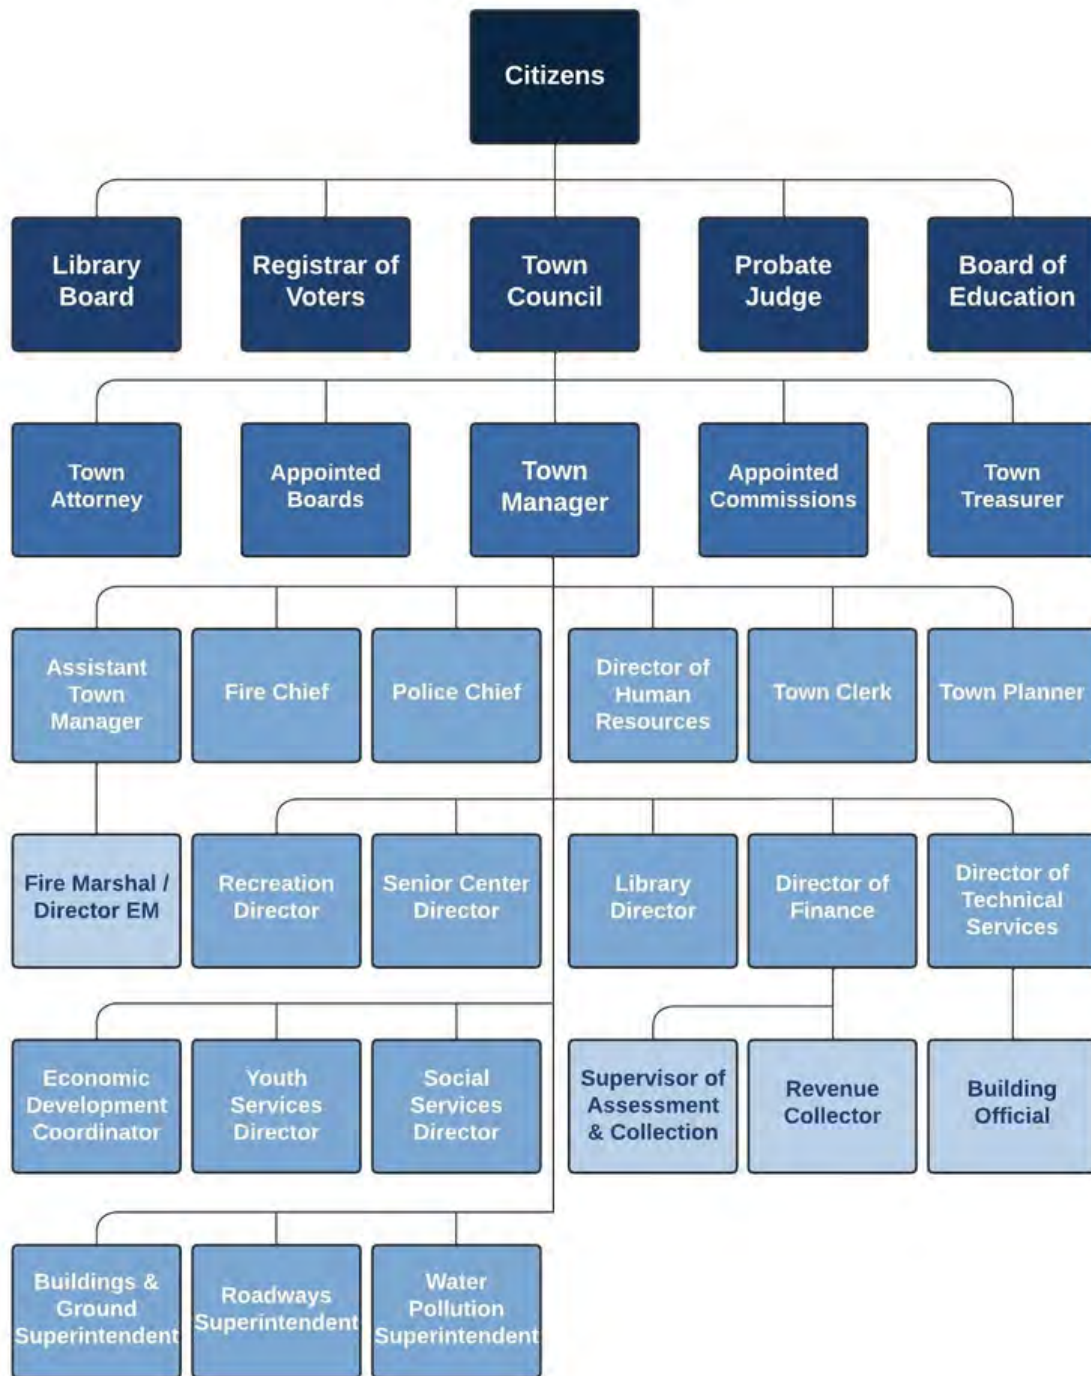 Citizens
Library
Board
Registrar of
Voters
Town
Council
Probate
Judge
Board of
Education
Town
Attorney
Appointed
Boards
Town
Manager
Appointed
Commissions
Town
Treasurer
Assistant
Town
Manager
Fire Chief
Police Chief
Director of
Human
Resources
Town Clerk
Town Planner
Fire Marshal /
Director EM
Recreation
Director
Senior Center
Director
Library
Director
Director of
Finance
Director of
Technical
Services
Economic
Development
Coordinator
Youth
Services
Director
Social
Services
Director
Supervisor of
Assessment
& Collection
Revenue
Collector
Building
Official
Buildings &
Ground
Superintendent
Roadways
Superintendent
Water
Pollution
Superintendent